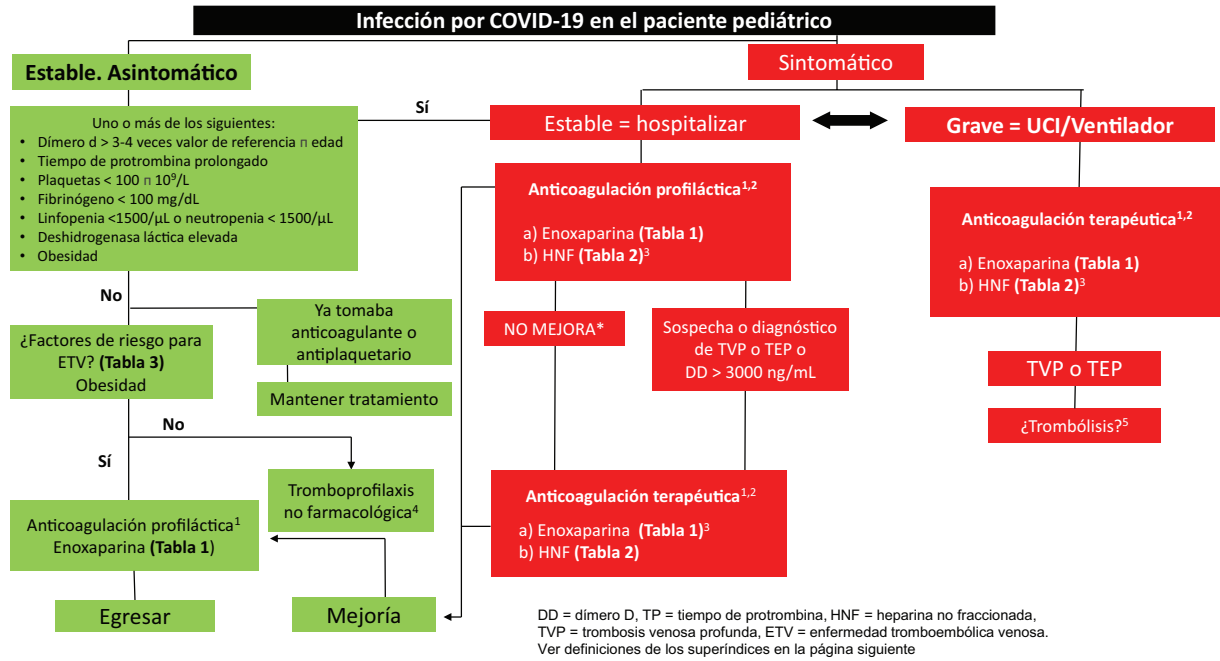 Infección por COVID-19 en el paciente pediátrico
Estable. Asintomático
Sintomático
Uno o más de los siguientes:
• Dímero d > 3-4 veces valor de referencia n edad
• Tiempo de protrombina prolongado
• Plaquetas < 100 n 10⁹/L
• Fibrinógeno < 100 mg/dL
• Linfopenia <1500/µL o neutropenia < 1500/µL
• Deshidrogenasa láctica elevada
• Obesidad
Sí
Estable = hospitalizar
Grave = UCI/Ventilador
Anticoagulación profiláctica¹,²
a) Enoxaparina (Tabla 1)
b) HNF (Tabla 2)³
Anticoagulación terapéutica¹,²
a) Enoxaparina (Tabla 1)
b) HNF (Tabla 2)³
No
Ya tomaba
anticoagulante o
antiplaquetario
Mantener tratamiento
¿Factores de riesgo para
ETV? (Tabla 3)
Obesidad
NO MEJORA*
Sospecha o diagnóstico
de TVP o TEP o
DD > 3000 ng/mL
TVP o TEP
¿Trombólisis?⁵
No
Sí
Tromboprofilaxis
no farmacológica⁴
Anticoagulación profiláctica¹
Enoxaparina (Tabla 1)
Anticoagulación terapéutica¹,²
a) Enoxaparina (Tabla 1)³
b) HNF (Tabla 2)
Egresar
Mejoría
DD = dímero D, TP = tiempo de protrombina, HNF = heparina no fraccionada,
TVP = trombosis venosa profunda, ETV = enfermedad tromboembólica venosa.
Ver definiciones de los superíndices en la página siguiente